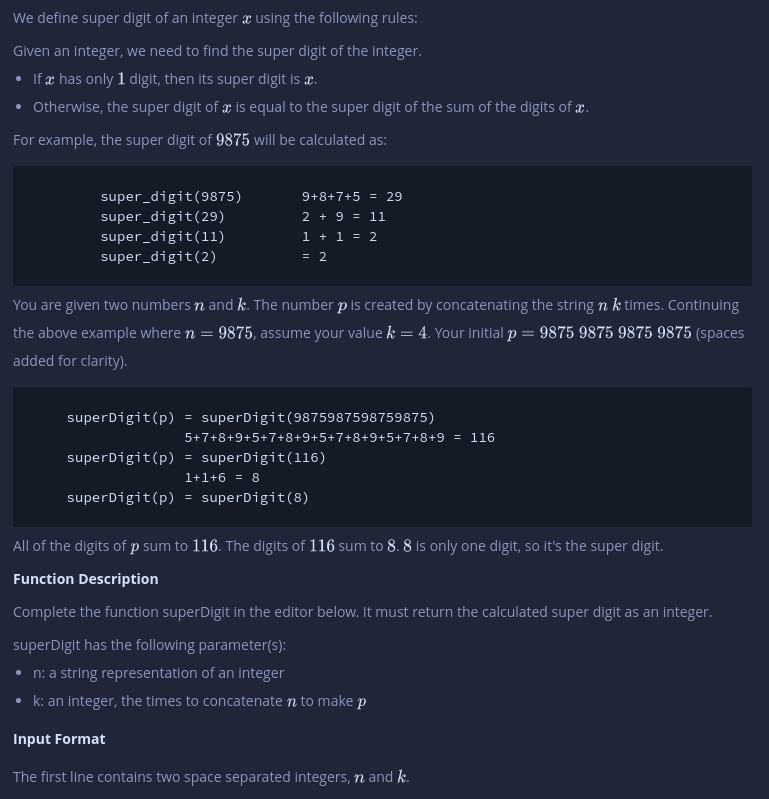 We define super digit of an integer x using the following rules:
Given an integer, we need to find the super digit of the integer.
• If x has only 1 digit, then its super digit is x.
• Otherwise, the super digit of x is equal to the super digit of the sum of the digits of x.
For example, the super digit of 9875 will be calculated as:
super_digit(9875) 9+8+7+5 = 29
super_digit(29) 2 + 9 = 11
super_digit(11) 1 + 1 = 2
super_digit(2) = 2
You are given two numbers n and k. The number p is created by concatenating the string n k times. Continuing
the above example where n = 9875, assume your value k = 4. Your initial p = 9875 9875 9875 9875 (spaces
added for clarity).
superDigit(p) = superDigit(9875987598759875)
5+7+8+9+5+7+8+9+5+7+8+9+5+7+8+9 = 116
superDigit(p) = superDigit(116)
1+1+6 = 8
superDigit(p) = superDigit(8)
All of the digits of p sum to 116. The digits of 116 sum to 8. 8 is only one digit, so it's the super digit.
Function Description
Complete the function superDigit in the editor below. It must return the calculated super digit as an integer.
superDigit has the following parameter(s):
• n: a string representation of an integer
• k: an integer, the times to concatenate n to make p
Input Format
The first line contains two space separated integers, n and k.